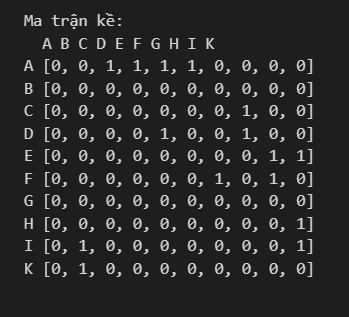 Ma trận kề:
A B C D E F G H I K
A [0, 0, 1, 1, 1, 1, 0, 0, 0, 0]
B [0, 0, 0, 0, 0, 0, 0, 0, 0, 0]
C [0, 0, 0, 0, 0, 0, 0, 1, 0, 0]
D [0, 0, 0, 0, 1, 0, 0, 1, 0, 0]
E [0, 0, 0, 0, 0, 0, 0, 0, 1, 1]
F [0, 0, 0, 0, 0, 0, 1, 0, 1, 0]
G [0, 0, 0, 0, 0, 0, 0, 0, 0, 0]
H [0, 0, 0, 0, 0, 0, 0, 0, 0, 1]
I [0, 1, 0, 0, 0, 0, 0, 0, 0, 1]
K [0, 1, 0, 0, 0, 0, 0, 0, 0, 0]